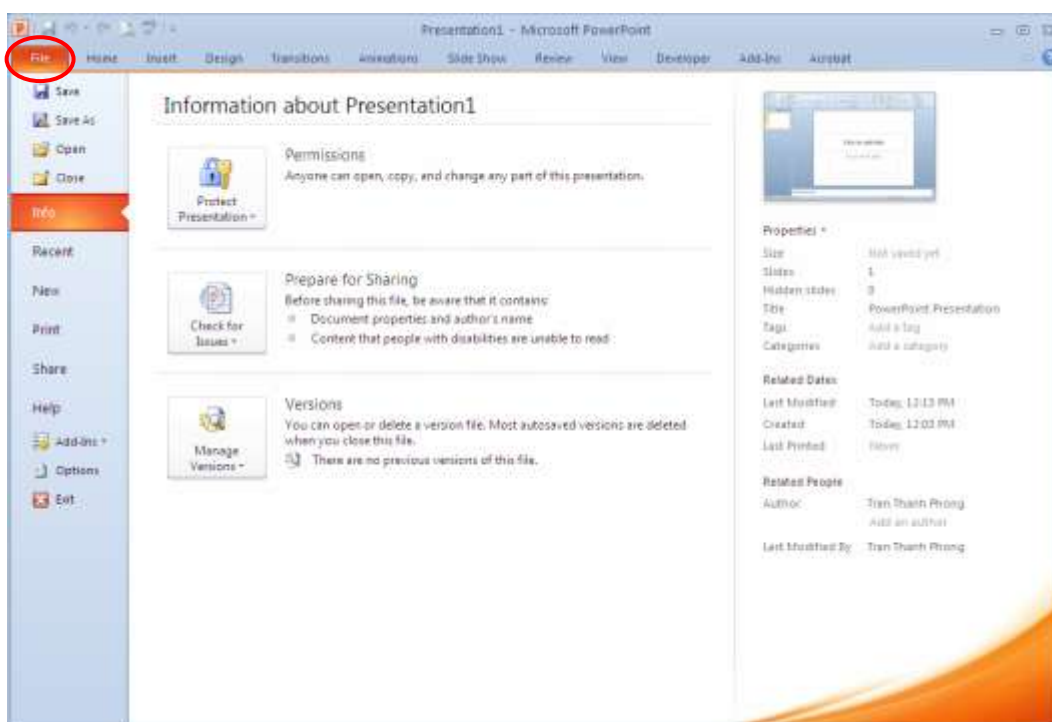 Presentation1 - Microsoft PowerPoint
File Home Insert Design Transitions Animations Slide Show Review View Developer Add-Ins Acrobat
Save
Save As
Open
Close
Info
Recent
New
Print
Share
Help
Add-Ins
Options
Exit
Information about Presentation1
Protect
Presentation
Permissions
Anyone can open, copy, and change any part of this presentation.
Check for
Issues
Prepare for Sharing
Before sharing this file, be aware that it contains:
Document properties and author's name
Content that people with disabilities are unable to read
Manage
Versions
Versions
You can open or delete a version file. Most autosaved versions are deleted
when you close this file.
There are no previous versions of this file.
Properties
Size Not saved yet
Slides 1
Hidden slides 0
Title PowerPoint Presentation
Tags Add a tag
Categories Add a category
Related Dates
Last Modified Today, 12:13 PM
Created Today, 12:03 PM
Last Printed Never
Related People
Author Tran Thanh Phong
Add an author
Last Modified By Tran Thanh Phong